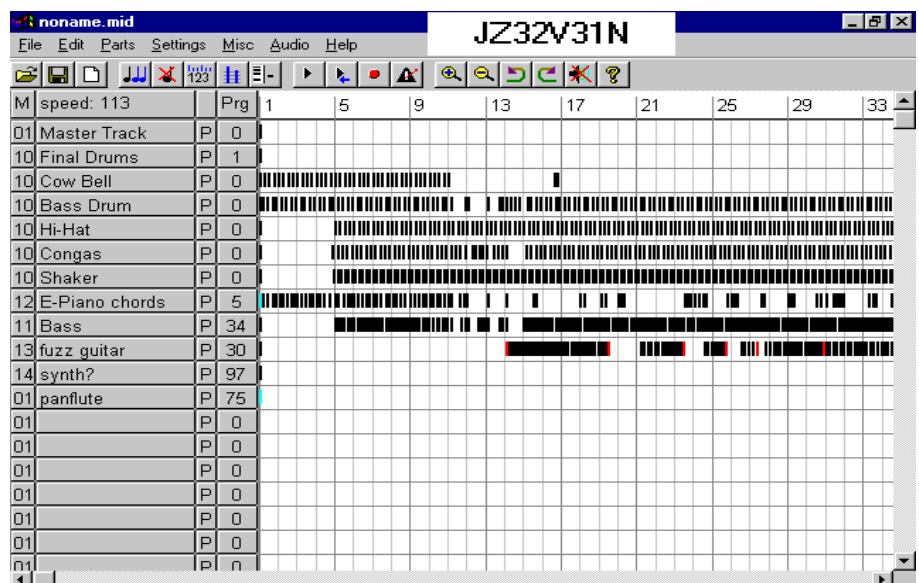 noname.mid
JZ32V31N
File Edit Parts Settings Misc Audio Help
123
M speed: 113 Prg 1 5 9 13 17 21 25 29 33
01 Master Track P 0
10 Final Drums P 1
10 Cow Bell P 0
10 Bass Drum P 0
10 Hi-Hat P 0
10 Congas P 0
10 Shaker P 0
12 E-Piano chords P 5
11 Bass P 34
13 fuzz guitar P 30
14 synth? P 97
01 panflute P 75
01 P 0
01 P 0
01 P 0
01 P 0
01 P 0
01 P 0
01 P 0